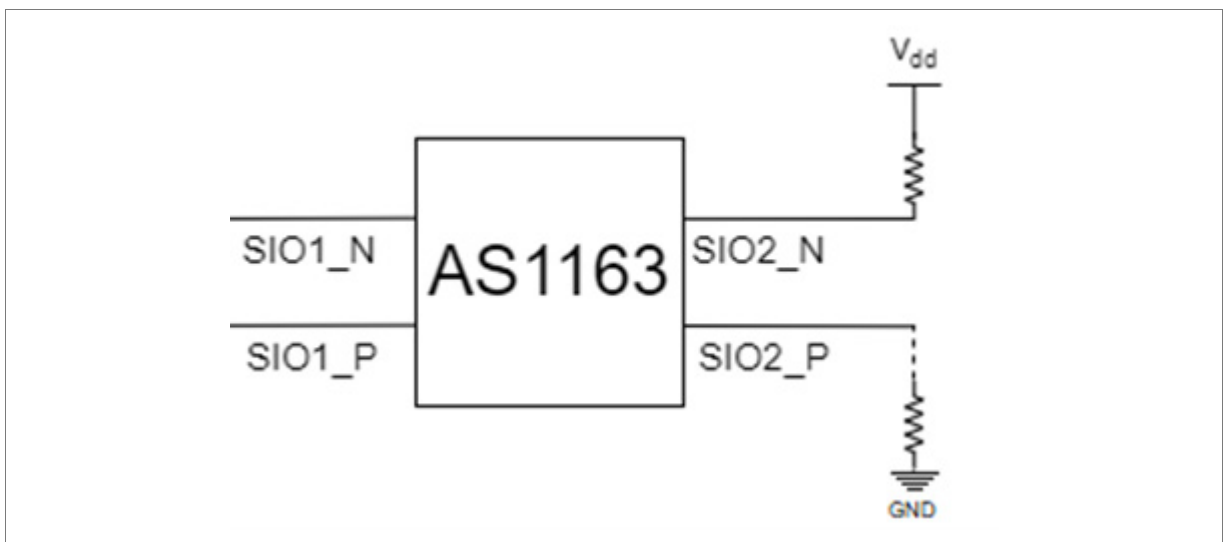 Vdd
SIO1_N
AS1163
SIO2_N
SIO1_P
SIO2_P
GND